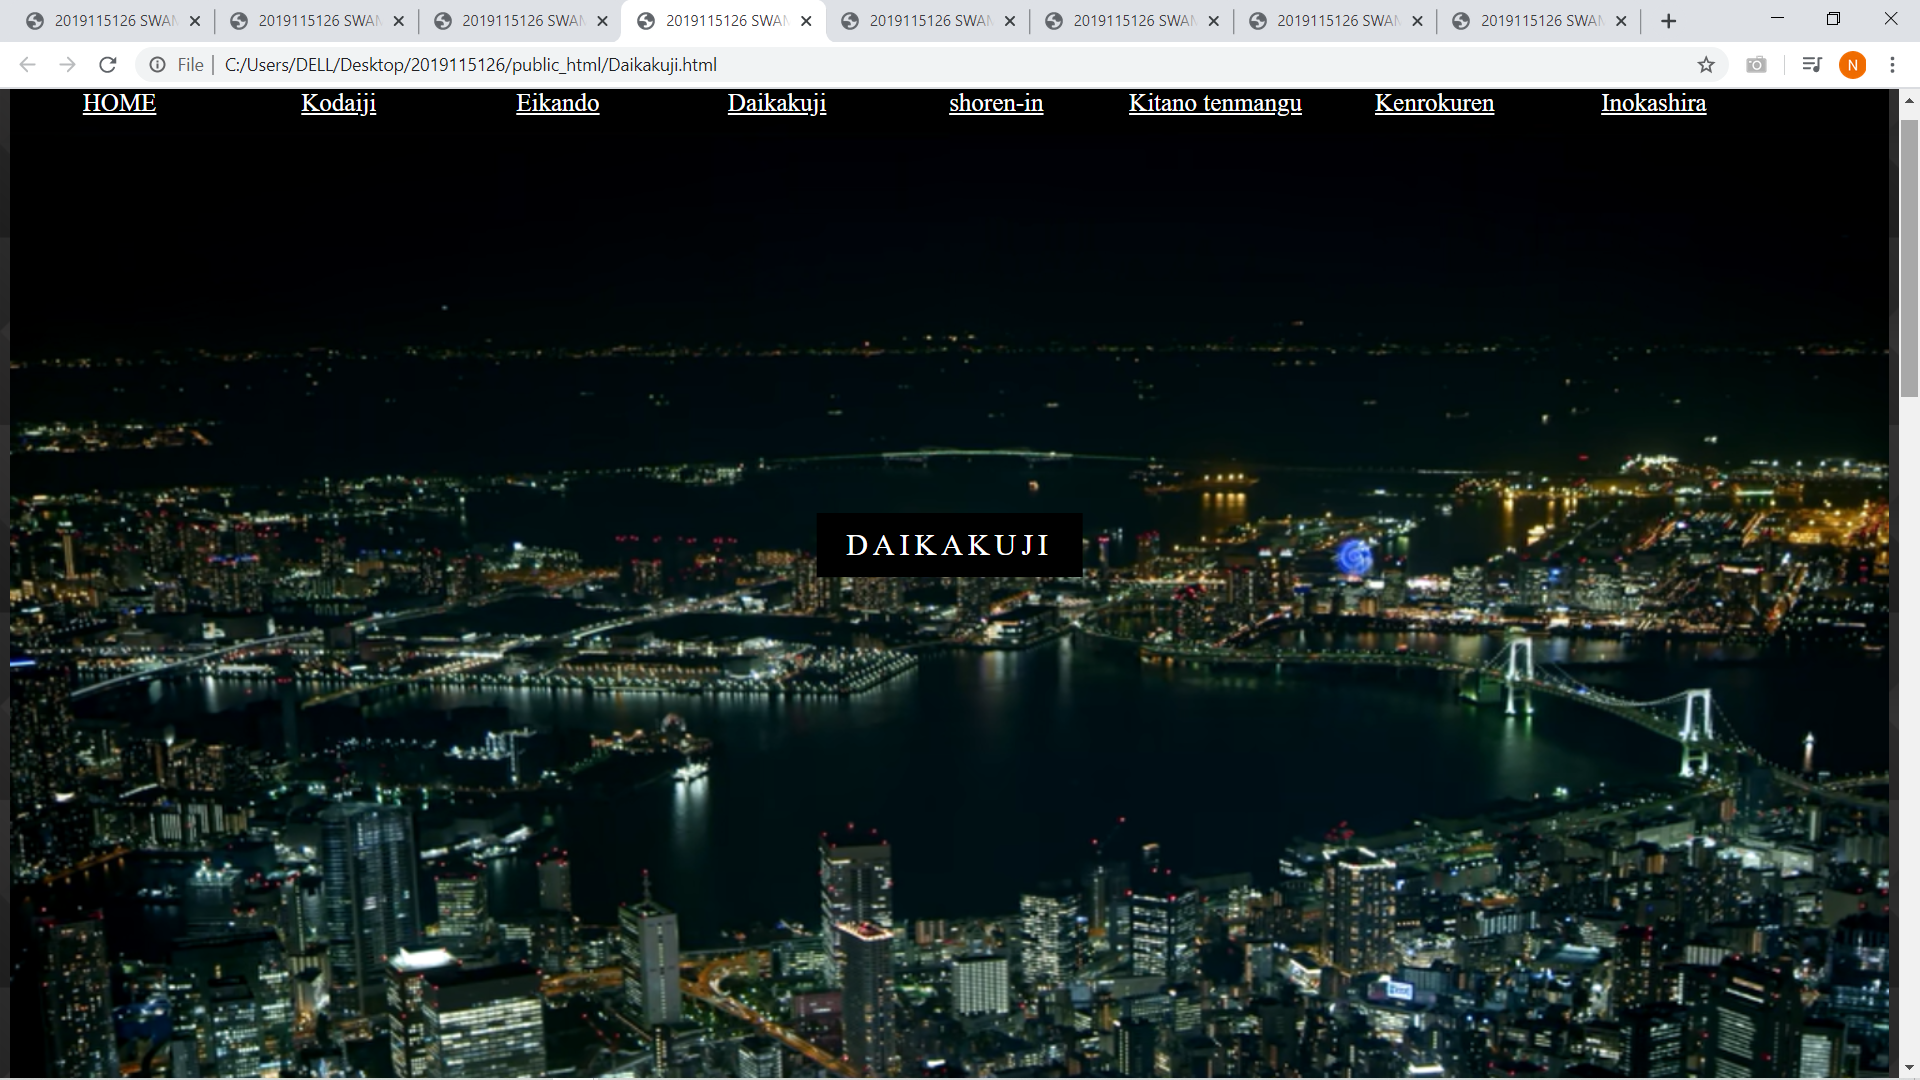 2019115126 SWAN 2019115126 SWAN 2019115126 SWAN 2019115126 SWAN 2019115126 SWAN 2019115126 SWAN 2019115126 SWAN 2019115126 SWAN
File C:/Users/DELL/Desktop/2019115126/public_html/Daikakuji.html N
HOME Kodaiji Eikando Daikakuji shoren-in Kitano tenmangu Kenrokuren Inokashira
DAIKAKUJI